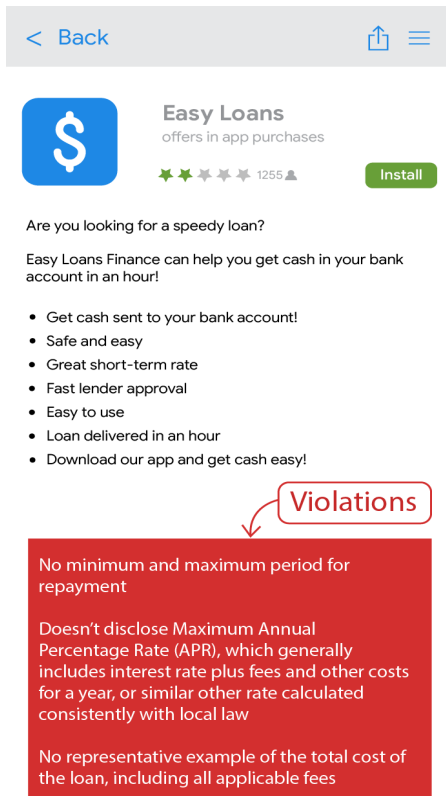 < Back
$
Easy Loans
offers in app purchases
1255
Install
Are you looking for a speedy loan?
Easy Loans Finance can help you get cash in your bank
account in an hour!
• Get cash sent to your bank account!
• Safe and easy
• Great short-term rate
• Fast lender approval
• Easy to use
• Loan delivered in an hour
• Download our app and get cash easy!
Violations
No minimum and maximum period for
repayment
Doesn't disclose Maximum Annual
Percentage Rate (APR), which generally
includes interest rate plus fees and other costs
for a year, or similar other rate calculated
consistently with local law
No representative example of the total cost of
the loan, including all applicable fees